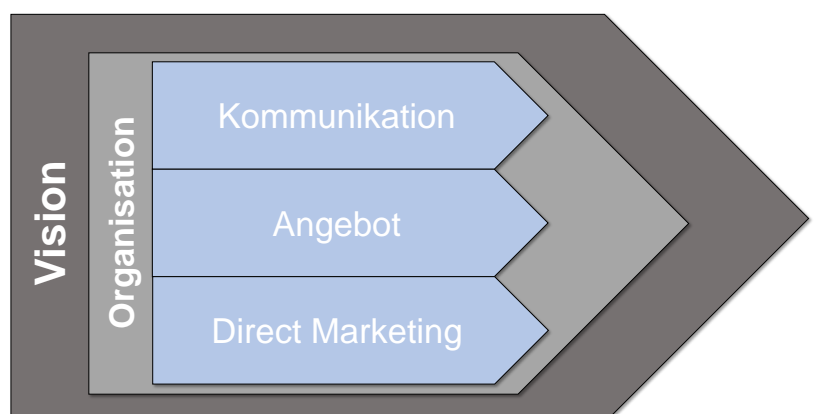 Vision
Organisation
Kommunikation
Angebot
Direct Marketing